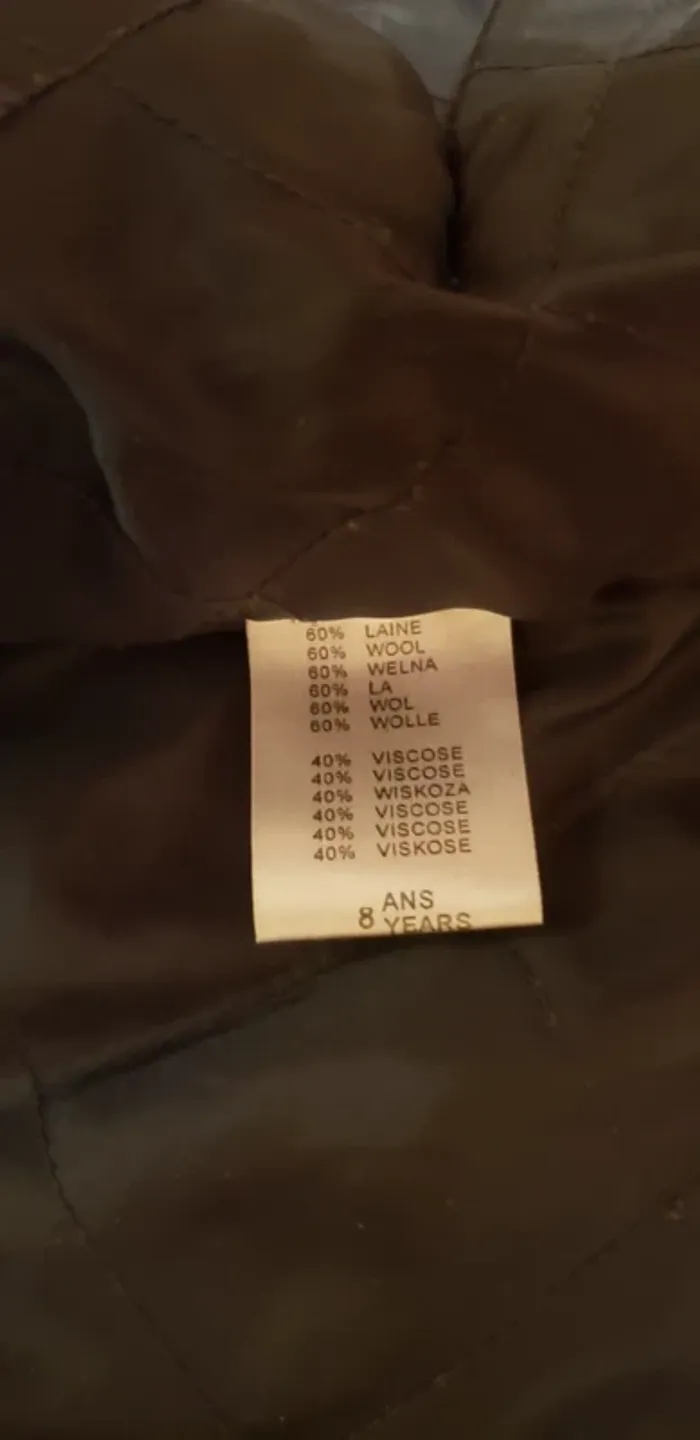 60% LAINE
60% WOOL
60% WELNA
60% LA
60% WOL
60% WOLLE
40% VISCOSE
40% VISCOSE
40% WISKOZA
40% VISCOSE
40% VISCOSE
40% VISKOSE
8 ANS
YEARS